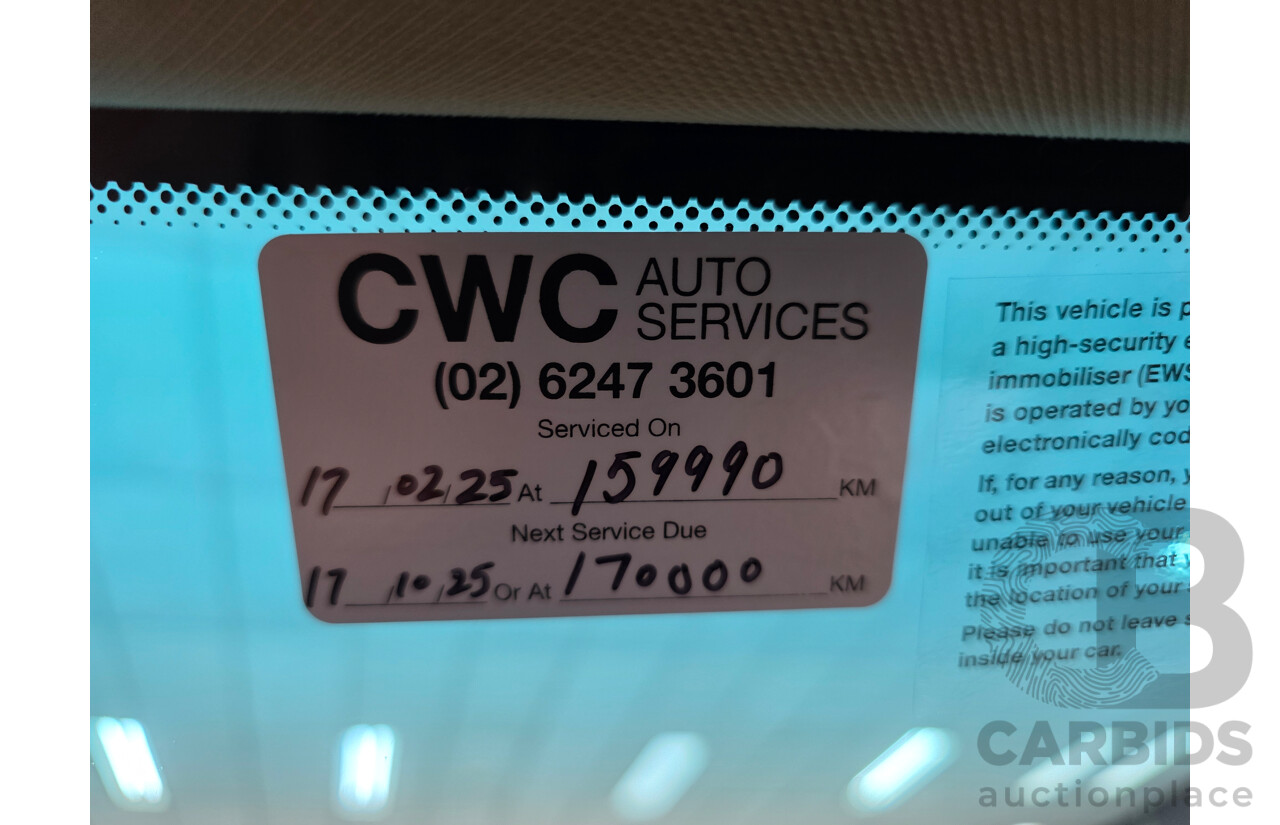 CWC AUTO
SERVICES
(02) 6247 3601
Serviced On
17/02/25 At 159990 KM
Next Service Due
17/10/25 Or At 170000 KM
This vehicle is p
a high-security e
immobiliser (EWS
is operated by yo
electronically cod
If, for any reason, y
out of your vehicle
unable to use your
it is important that
the location of your
Please do not leave s
inside your car.
CARBIDS
auctionplace